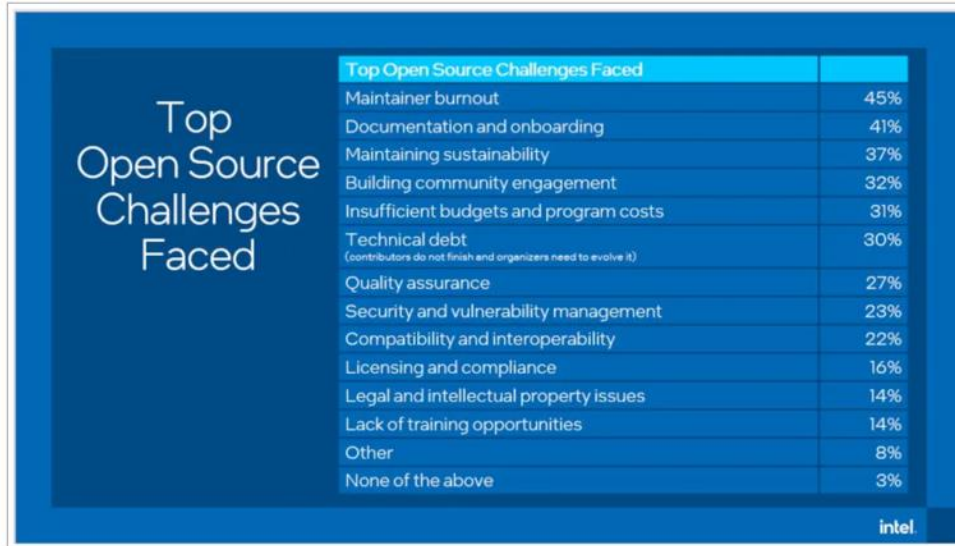 Top
Open Source
Challenges
Faced
Top Open Source Challenges Faced
Maintainer burnout 45%
Documentation and onboarding 41%
Maintaining sustainability 37%
Building community engagement 32%
Insufficient budgets and program costs 31%
Technical debt 30%
(contributors do not finish and organizers need to evolve it)
Quality assurance 27%
Security and vulnerability management 23%
Compatibility and interoperability 22%
Licensing and compliance 16%
Legal and intellectual property issues 14%
Lack of training opportunities 14%
Other 8%
None of the above 3%
intel.